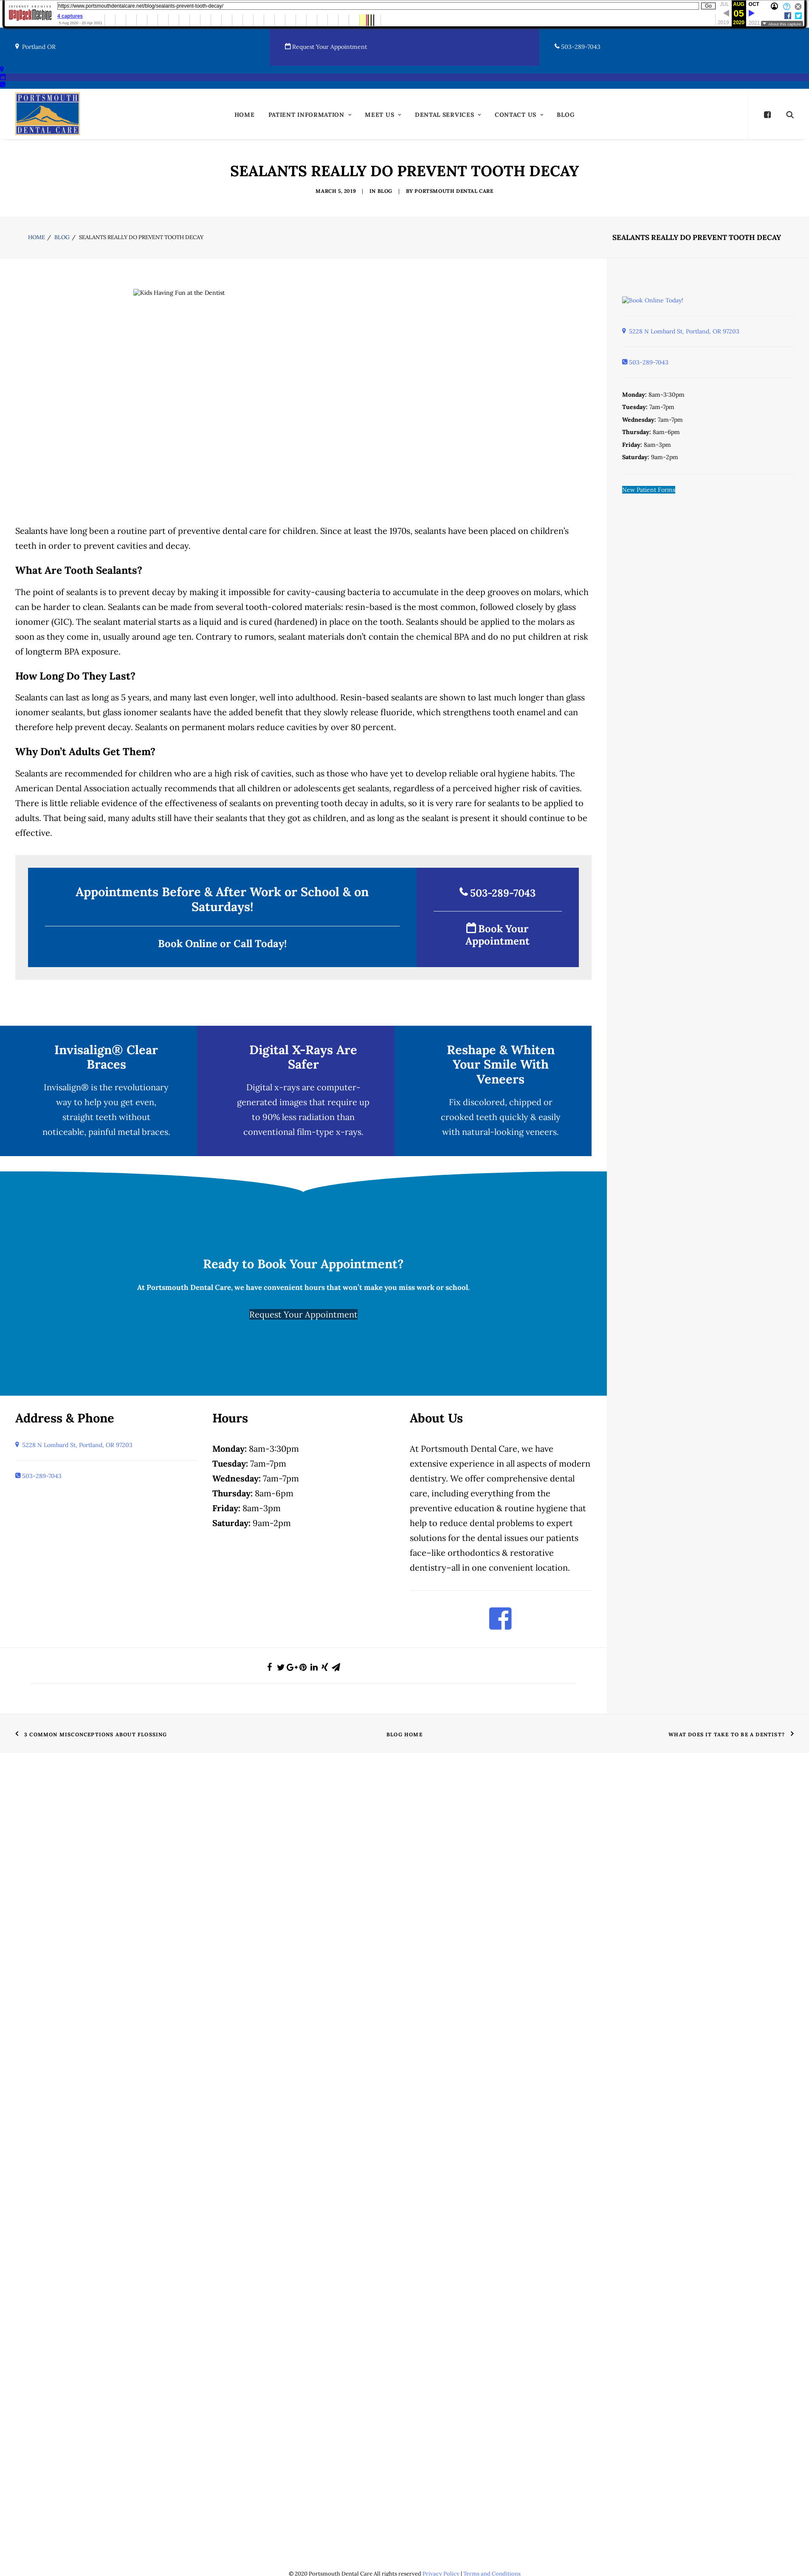 INTERNET ARCHIVE
WayBackMachine
https://www.portsmouthdentalcare.net/blog/sealants-prevent-tooth-decay/
Go
JUL AUG OCT
05
2019 2020 2021
4 captures
About this capture
Portland OR
Request Your Appointment
503-289-7043
PORTSMOUTH
DENTAL CARE
HOME
PATIENT INFORMATION
MEET US
DENTAL SERVICES
CONTACT US
BLOG
SEALANTS REALLY DO PREVENT TOOTH DECAY
MARCH 5, 2019 | IN BLOG | BY PORTSMOUTH DENTAL CARE
HOME / BLOG / SEALANTS REALLY DO PREVENT TOOTH DECAY
SEALANTS REALLY DO PREVENT TOOTH DECAY
Kids Having Fun at the Dentist
Sealants have long been a routine part of preventive dental care for children. Since at least the 1970s, sealants have been placed on children's
teeth in order to prevent cavities and decay.
What Are Tooth Sealants?
The point of sealants is to prevent decay by making it impossible for cavity-causing bacteria to accumulate in the deep grooves on molars, which
can be harder to clean. Sealants can be made from several tooth-colored materials: resin-based is the most common, followed closely by glass
ionomer (GIC). The sealant material starts as a liquid and is cured (hardened) in place on the tooth. Sealants should be applied to the molars as
soon as they come in, usually around age ten. Contrary to rumors, sealant materials don't contain the chemical BPA and do no put children at risk
of longterm BPA exposure.
How Long Do They Last?
Sealants can last as long as 5 years, and many last even longer, well into adulthood. Resin-based sealants are shown to last much longer than glass
ionomer sealants, but glass ionomer sealants have the added benefit that they slowly release fluoride, which strengthens tooth enamel and can
therefore help prevent decay. Sealants on permanent molars reduce cavities by over 80 percent.
Why Don't Adults Get Them?
Sealants are recommended for children who are a high risk of cavities, such as those who have yet to develop reliable oral hygiene habits. The
American Dental Association actually recommends that all children or adolescents get sealants, regardless of a perceived higher risk of cavities.
There is little reliable evidence of the effectiveness of sealants on preventing tooth decay in adults, so it is very rare for sealants to be applied to
adults. That being said, many adults still have their sealants that they got as children, and as long as the sealant is present it should continue to be
effective.
Appointments Before & After Work or School & on
Saturdays!
Book Online or Call Today!
503-289-7043
Book Your
Appointment
Invisalign® Clear
Braces
Invisalign® is the revolutionary
way to help you get even,
straight teeth without
noticeable, painful metal braces.
Digital X-Rays Are
Safer
Digital x-rays are computer-
generated images that require up
to 90% less radiation than
conventional film-type x-rays.
Reshape & Whiten
Your Smile With
Veneers
Fix discolored, chipped or
crooked teeth quickly & easily
with natural-looking veneers.
Ready to Book Your Appointment?
At Portsmouth Dental Care, we have convenient hours that won't make you miss work or school.
Request Your Appointment
Address & Phone
5228 N Lombard St, Portland, OR 97203
503-289-7043
Hours
Monday: 8am-3:30pm
Tuesday: 7am-7pm
Wednesday: 7am-7pm
Thursday: 8am-6pm
Friday: 8am-3pm
Saturday: 9am-2pm
About Us
At Portsmouth Dental Care, we have
extensive experience in all aspects of modern
dentistry. We offer comprehensive dental
care, including everything from the
preventive education & routine hygiene that
help to reduce dental problems to expert
solutions for the dental issues our patients
face–like orthodontics & restorative
dentistry–all in one convenient location.
Book Online Today!
5228 N Lombard St, Portland, OR 97203
503-289-7043
Monday: 8am-3:30pm
Tuesday: 7am-7pm
Wednesday: 7am-7pm
Thursday: 8am-6pm
Friday: 8am-3pm
Saturday: 9am-2pm
New Patient Forms
3 COMMON MISCONCEPTIONS ABOUT FLOSSING
BLOG HOME
WHAT DOES IT TAKE TO BE A DENTIST?
© 2020 Portsmouth Dental Care All rights reserved Privacy Policy | Terms and Conditions